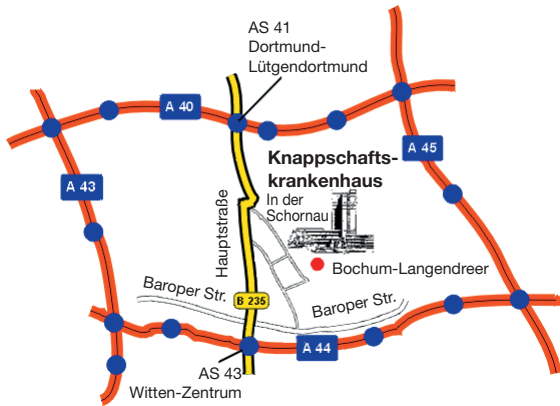 AS 41
Dortmund-
Lütgendortmund
A 40
A 45
A 43
Knappschafts-
krankenhaus
In der
Schornau
Hauptstraße
Bochum-Langendreer
Baroper Str.
B 235
Baroper Str.
A 44
AS 43
Witten-Zentrum